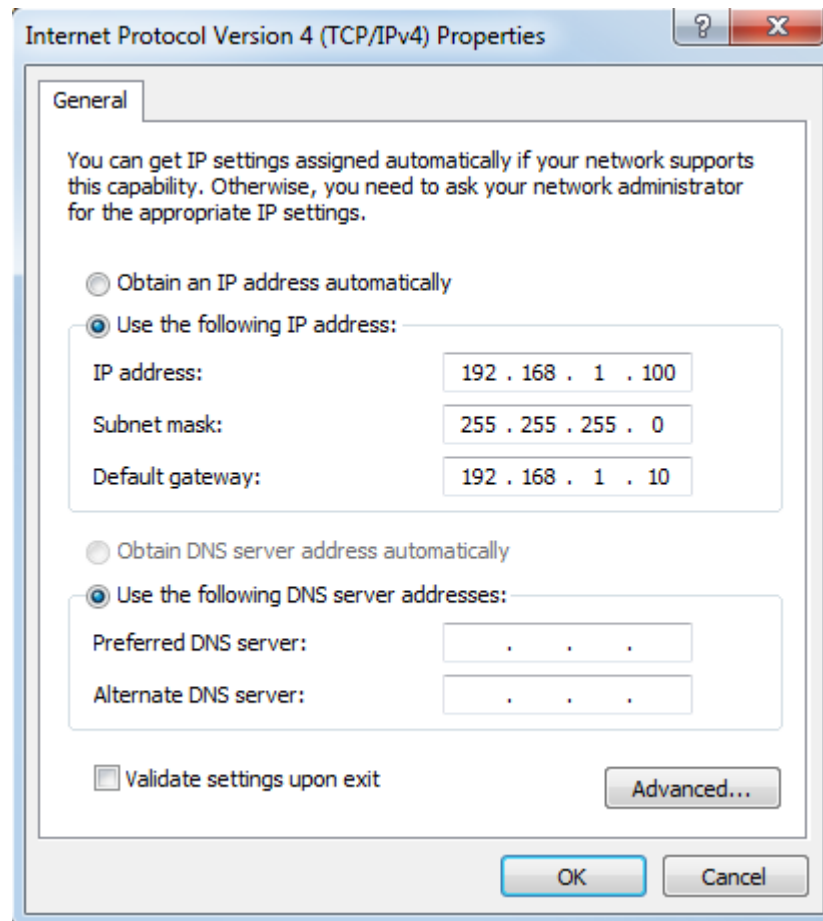 Internet Protocol Version 4 (TCP/IPv4) Properties
General
You can get IP settings assigned automatically if your network supports
this capability. Otherwise, you need to ask your network administrator
for the appropriate IP settings.
Obtain an IP address automatically
Use the following IP address:
IP address: 192 . 168 . 1 . 100
Subnet mask: 255 . 255 . 255 . 0
Default gateway: 192 . 168 . 1 . 10
Obtain DNS server address automatically
Use the following DNS server addresses:
Preferred DNS server: . . .
Alternate DNS server: . . .
Validate settings upon exit
Advanced...
OK Cancel